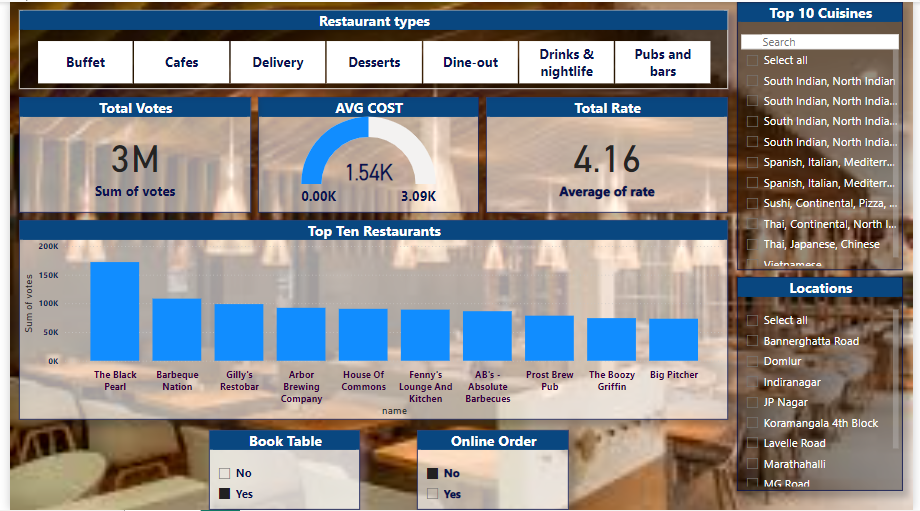 Restaurant types
Buffet
Cafes
Delivery
Desserts
Dine-out
Drinks &
nightlife
Pubs and
bars
Total Votes
3M
Sum of votes
AVG COST
1.54K
0.00K
3.09K
Total Rate
4.16
Average of rate
Top Ten Restaurants
200K
150K
100K
50K
0K
Sum of votes
The Black
Pearl
Barbeque
Nation
Gilly's
Restobar
Arbor
Brewing
Company
House Of
Commons
Fenny's
Lounge And
Kitchen
AB's -
Absolute
Barbecues
Prost Brew
Pub
The Boozy
Griffin
Big Pitcher
name
Book Table
No
Yes
Online Order
No
Yes
Top 10 Cuisines
Search
Select all
South Indian, North Indian
South Indian, North India...
South Indian, North India...
South Indian, North India...
Spanish, Italian, Mediterr...
Spanish, Italian, Mediterr...
Sushi, Continental, Pizza, ...
Thai, Continental, North I...
Thai, Japanese, Chinese
Vietnamese
Locations
Select all
Bannerghatta Road
Domlur
Indiranagar
JP Nagar
Koramangala 4th Block
Lavelle Road
Marathahalli
MG Road